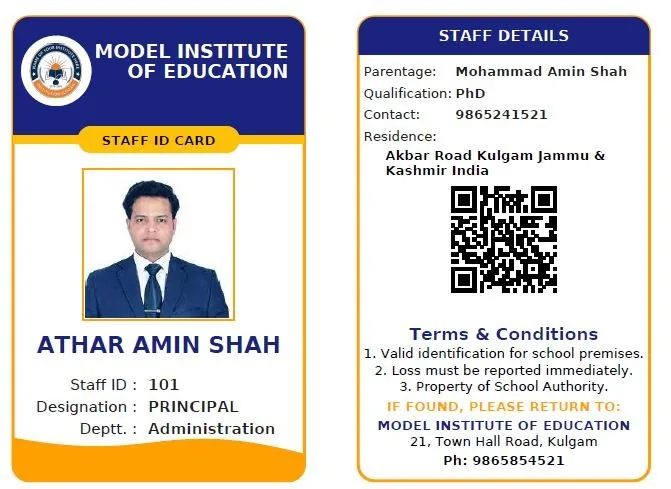 MODEL INSTITUTE
OF EDUCATION
STAFF ID CARD
ATHAR AMIN SHAH
Staff ID : 101
Designation : PRINCIPAL
Deptt. : Administration
STAFF DETAILS
Parentage: Mohammad Amin Shah
Qualification: PhD
Contact: 9865241521
Residence:
Akbar Road Kulgam Jammu &
Kashmir India
Terms & Conditions
1. Valid identification for school premises.
2. Loss must be reported immediately.
3. Property of School Authority.
IF FOUND, PLEASE RETURN TO:
MODEL INSTITUTE OF EDUCATION
21, Town Hall Road, Kulgam
Ph: 9865854521